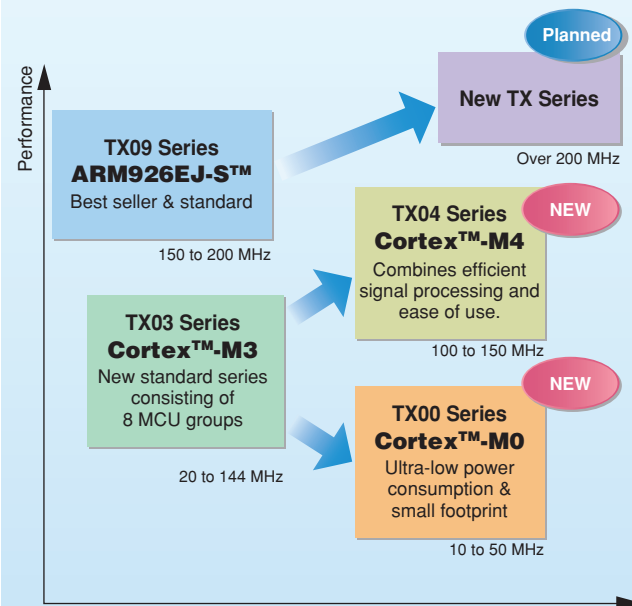 Performance
Planned
New TX Series
Over 200 MHz
TX09 Series
ARM926EJ-S™
Best seller & standard
150 to 200 MHz
NEW
TX04 Series
Cortex™-M4
Combines efficient
signal processing and
ease of use.
100 to 150 MHz
TX03 Series
Cortex™-M3
New standard series
consisting of
8 MCU groups
20 to 144 MHz
NEW
TX00 Series
Cortex™-M0
Ultra-low power
consumption &
small footprint
10 to 50 MHz